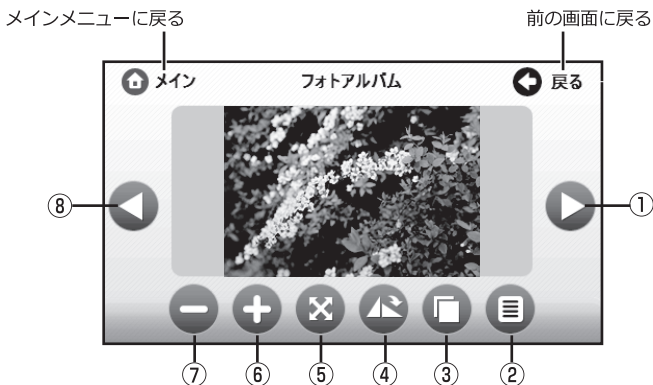 メインメニューに戻る 前の画面に戻る
メイン フォトアルバム 戻る
⑧ ①
⑦ ⑥ ⑤ ④ ③ ②